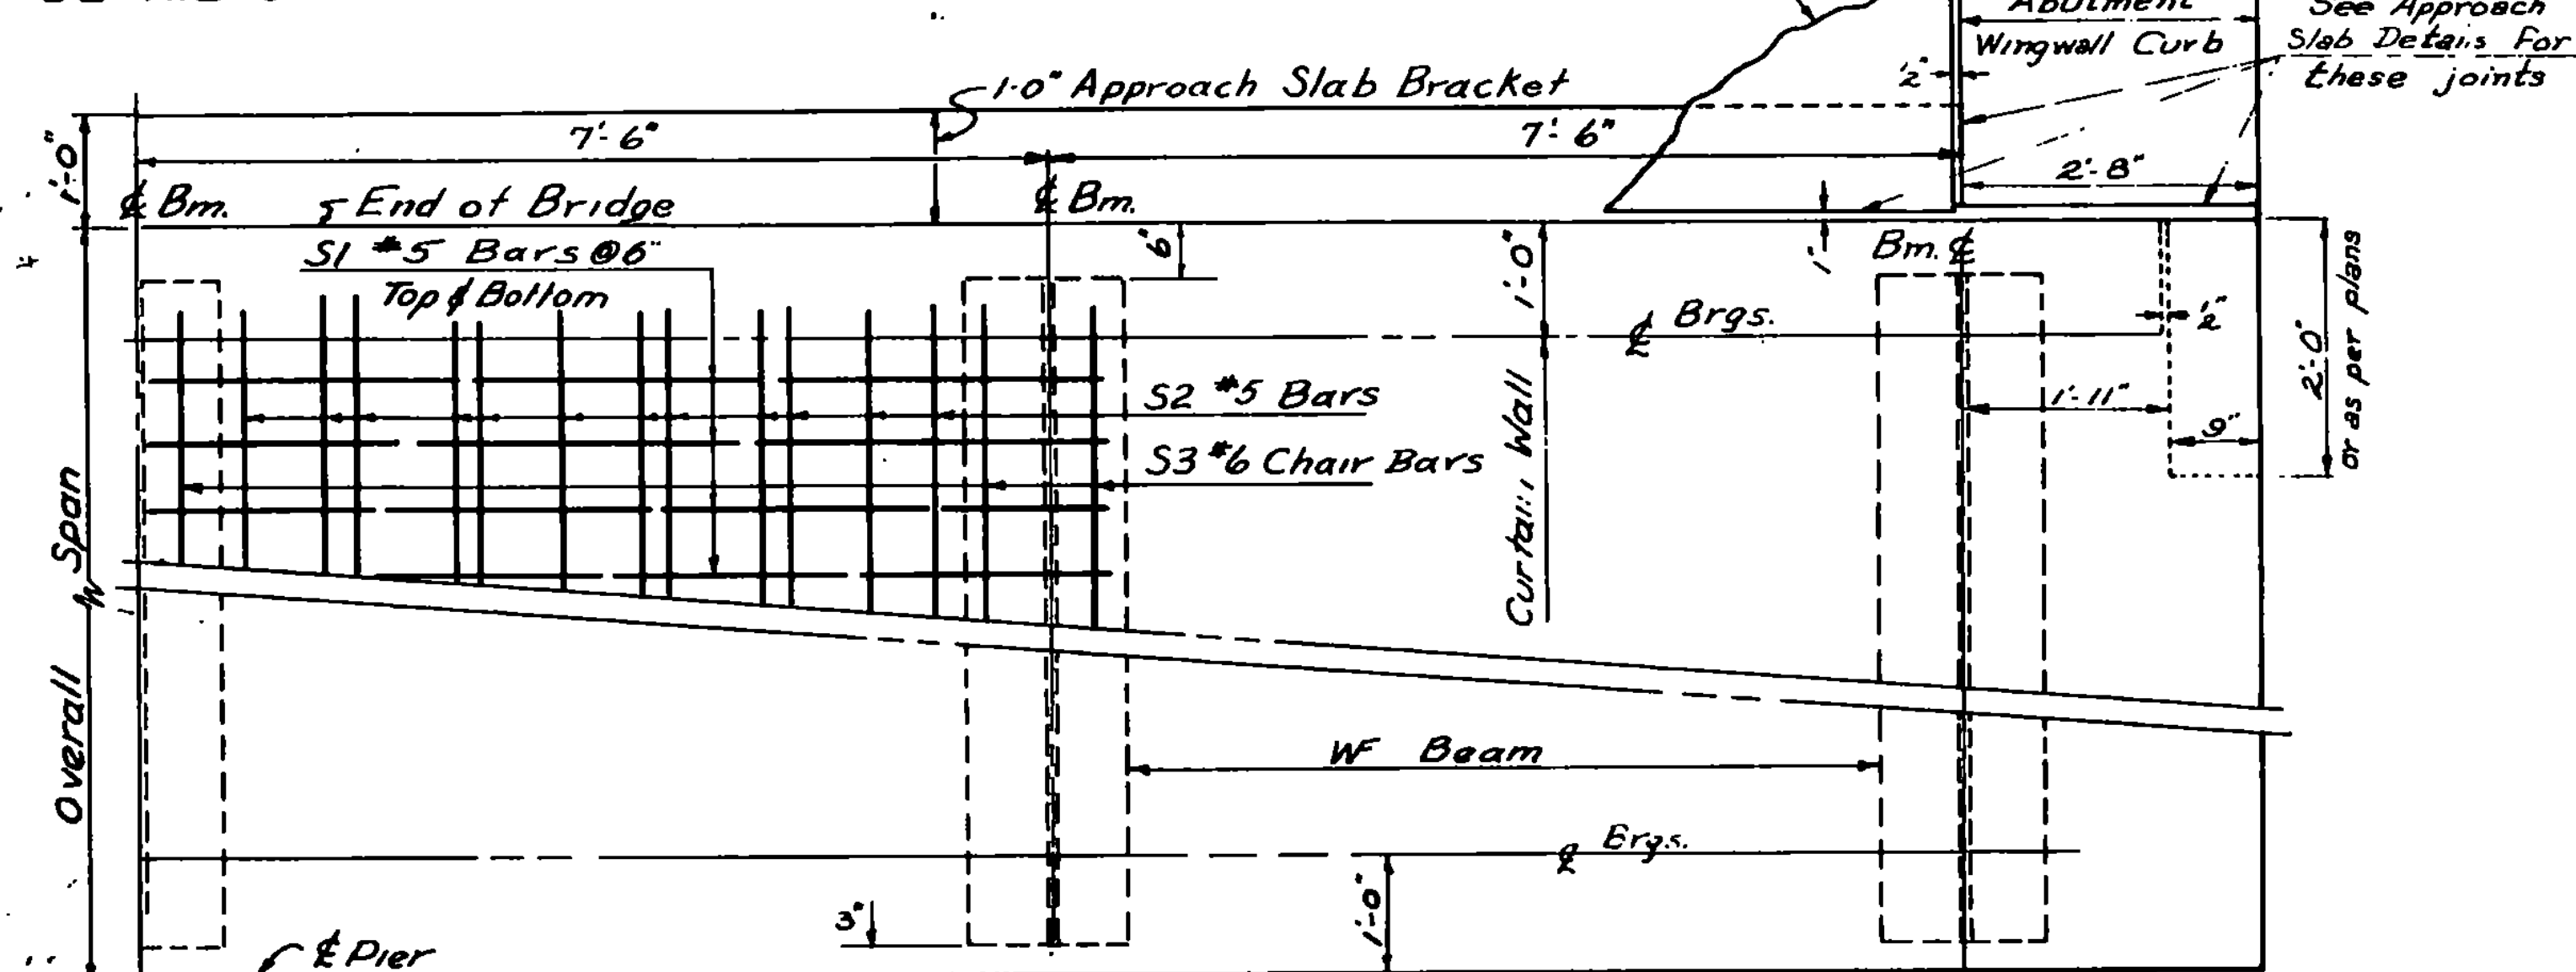 Abutment
Wingwall Curb
See Approach
Slab Details For
these joints
½"
1'-0" Approach Slab Bracket
7'-6"
7'-6"
1'-0"
2'-8"
℄ Bm.
End of Bridge
℄ Bm.
S1 #5 Bars @6"
Top & Bottom
6"
1'-0"
1"
Bm. ℄
℄ Brgs.
½"
2'-0"
or as per plans
S2 #5 Bars
1'-11"
9"
S3 #6 Chair Bars
Curtain Wall
Overall Span
WF Beam
℄ Brgs.
3"
1'-0"
℄ Pier